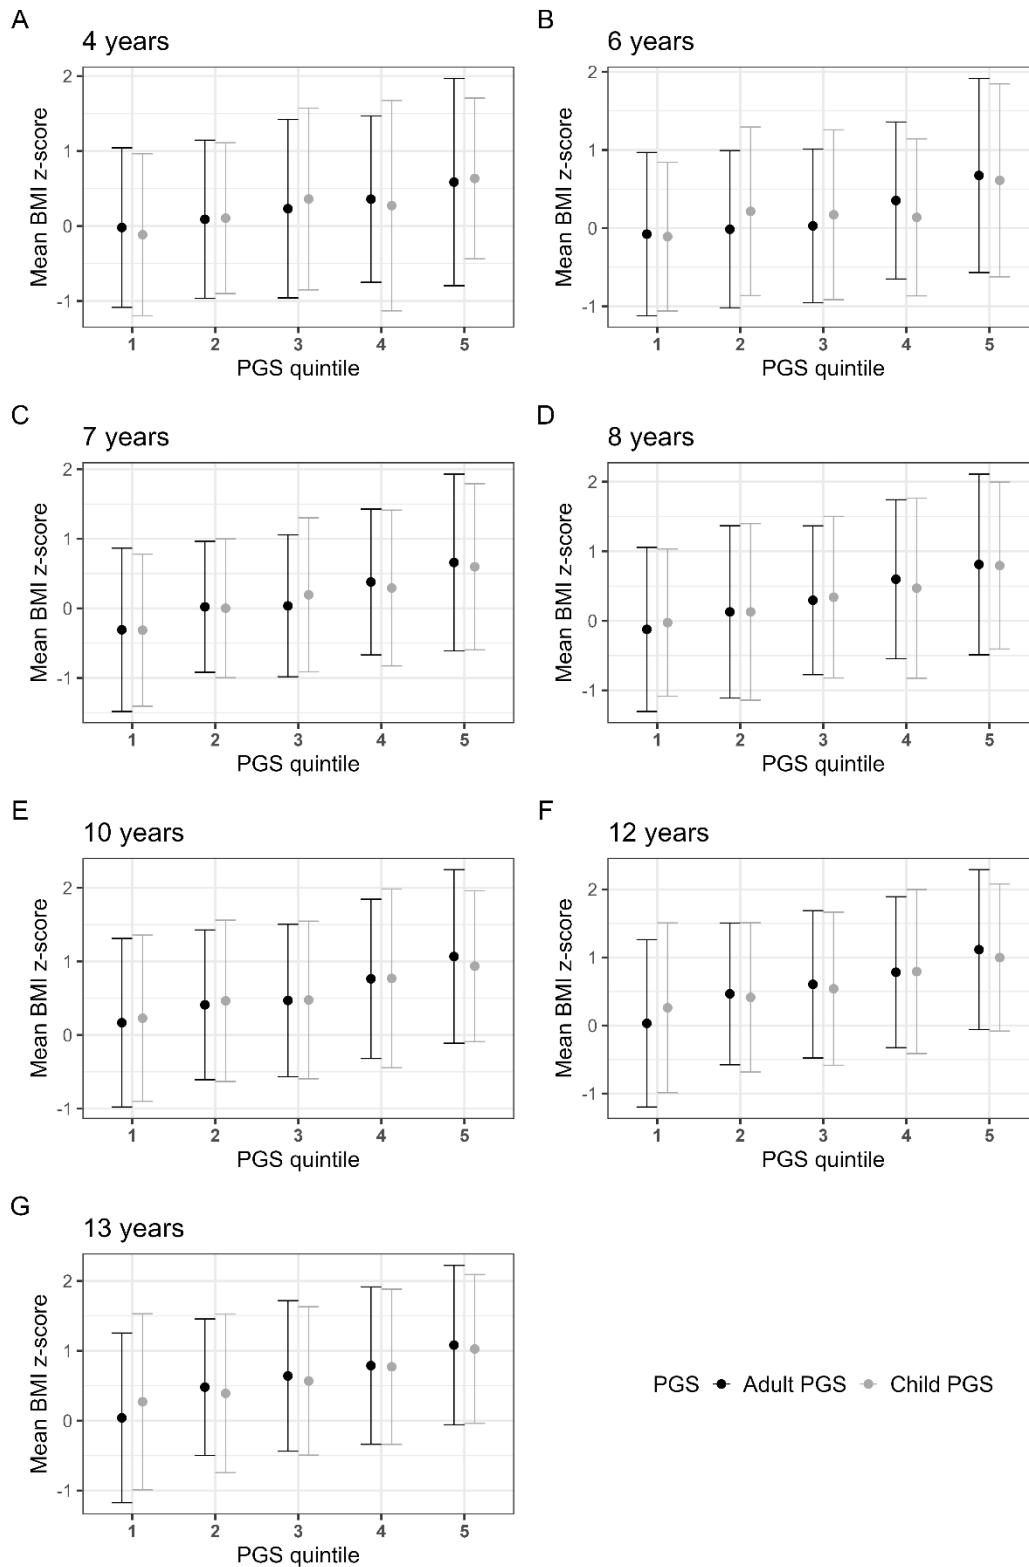 A
4 years
Mean BMI z-score
2
1
0
-1
1 2 3 4 5
PGS quintile
B
6 years
Mean BMI z-score
2
1
0
-1
1 2 3 4 5
PGS quintile
C
7 years
Mean BMI z-score
2
1
0
-1
1 2 3 4 5
PGS quintile
D
8 years
Mean BMI z-score
2
1
0
-1
1 2 3 4 5
PGS quintile
E
10 years
Mean BMI z-score
2
1
0
-1
1 2 3 4 5
PGS quintile
F
12 years
Mean BMI z-score
2
1
0
-1
1 2 3 4 5
PGS quintile
G
13 years
Mean BMI z-score
2
1
0
-1
1 2 3 4 5
PGS quintile
PGS Adult PGS Child PGS